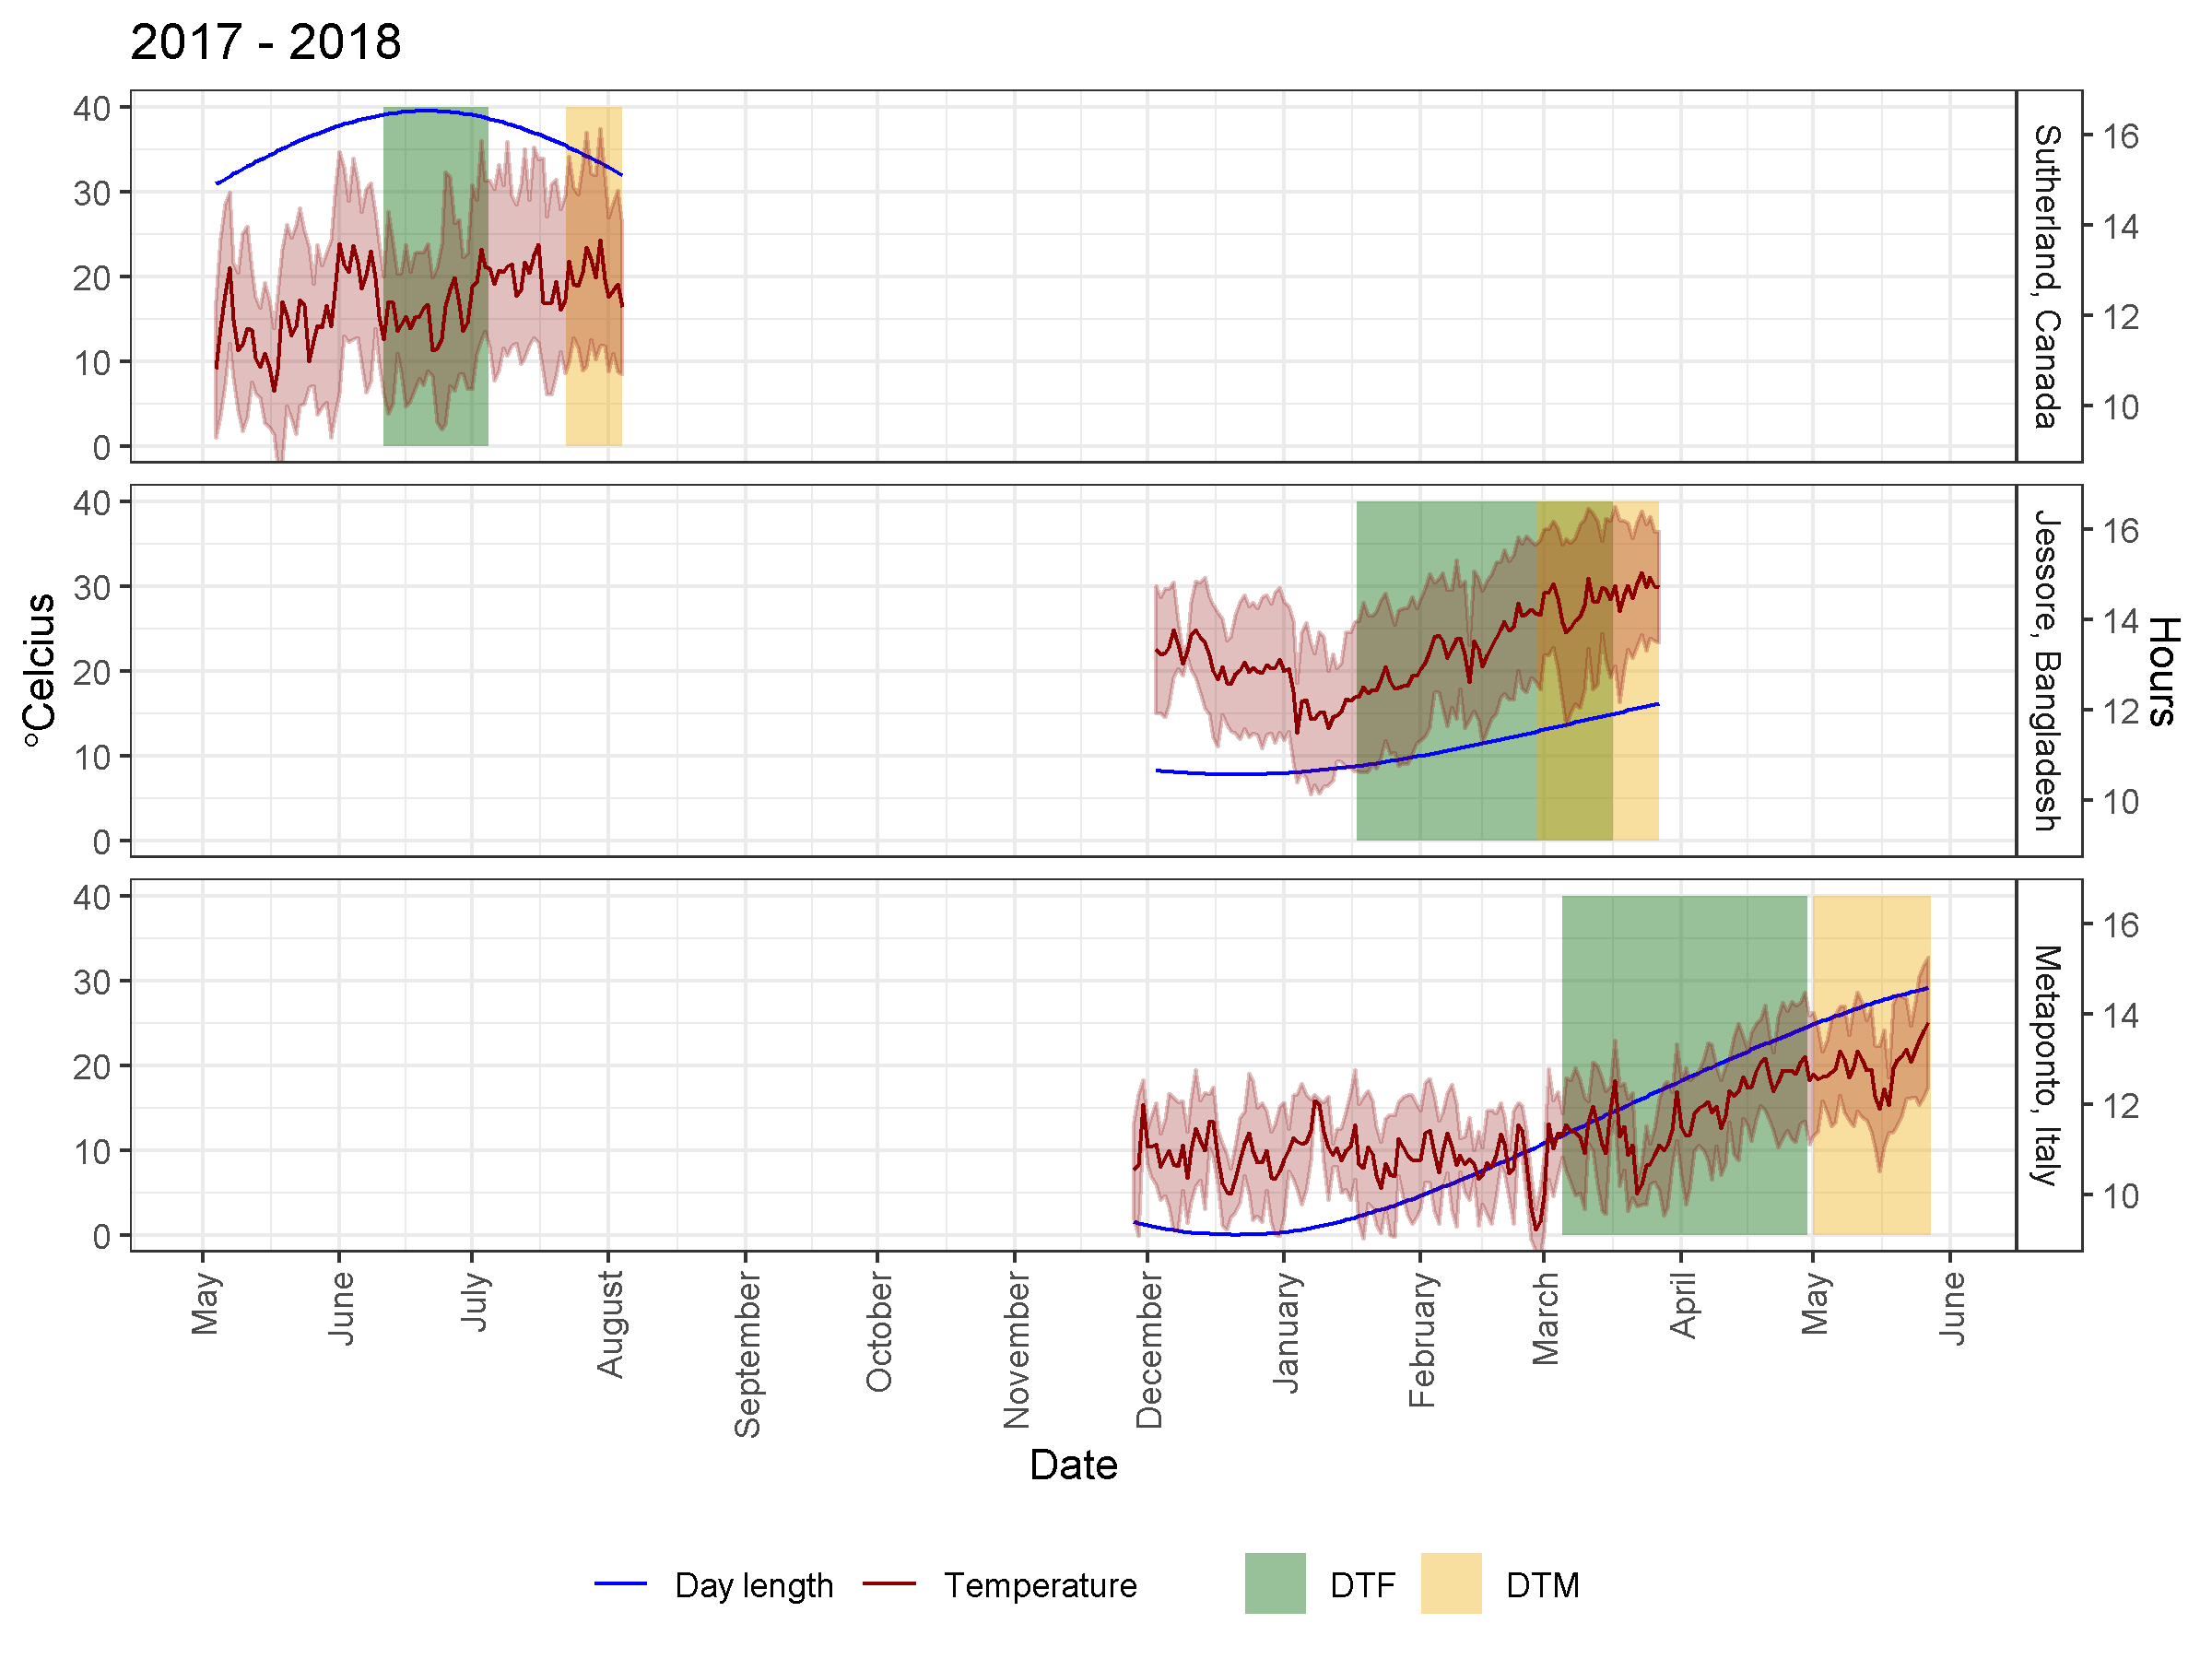 2017 - 2018
40
30
20
10
0
Sutherland, Canada
16
14
12
10
40
30
20
10
0
Jessore, Bangladesh
16
14
12
10
40
30
20
10
0
Metaponto, Italy
16
14
12
10
°Celcius
Hours
May
June
July
August
September
October
November
December
January
February
March
April
May
June
Date
Day length
Temperature
DTF
DTM